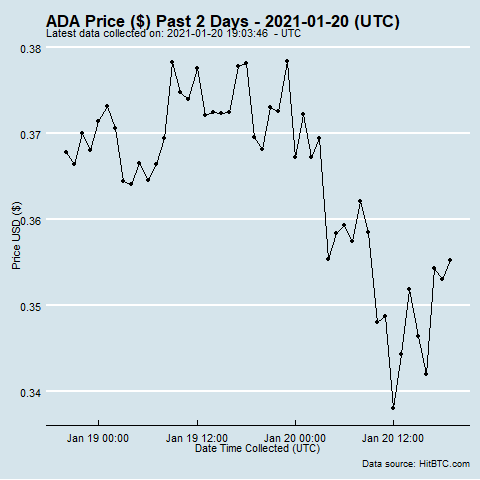 ADA Price ($) Past 2 Days - 2021-01-20 (UTC)
Latest data collected on: 2021-01-20 19:03:46  - UTC
0.38
0.37
0.36
0.35
0.34
Price USD ($)
Jan 19 00:00
Jan 19 12:00
Jan 20 00:00
Jan 20 12:00
Date Time Collected (UTC)
Data source: HitBTC.com